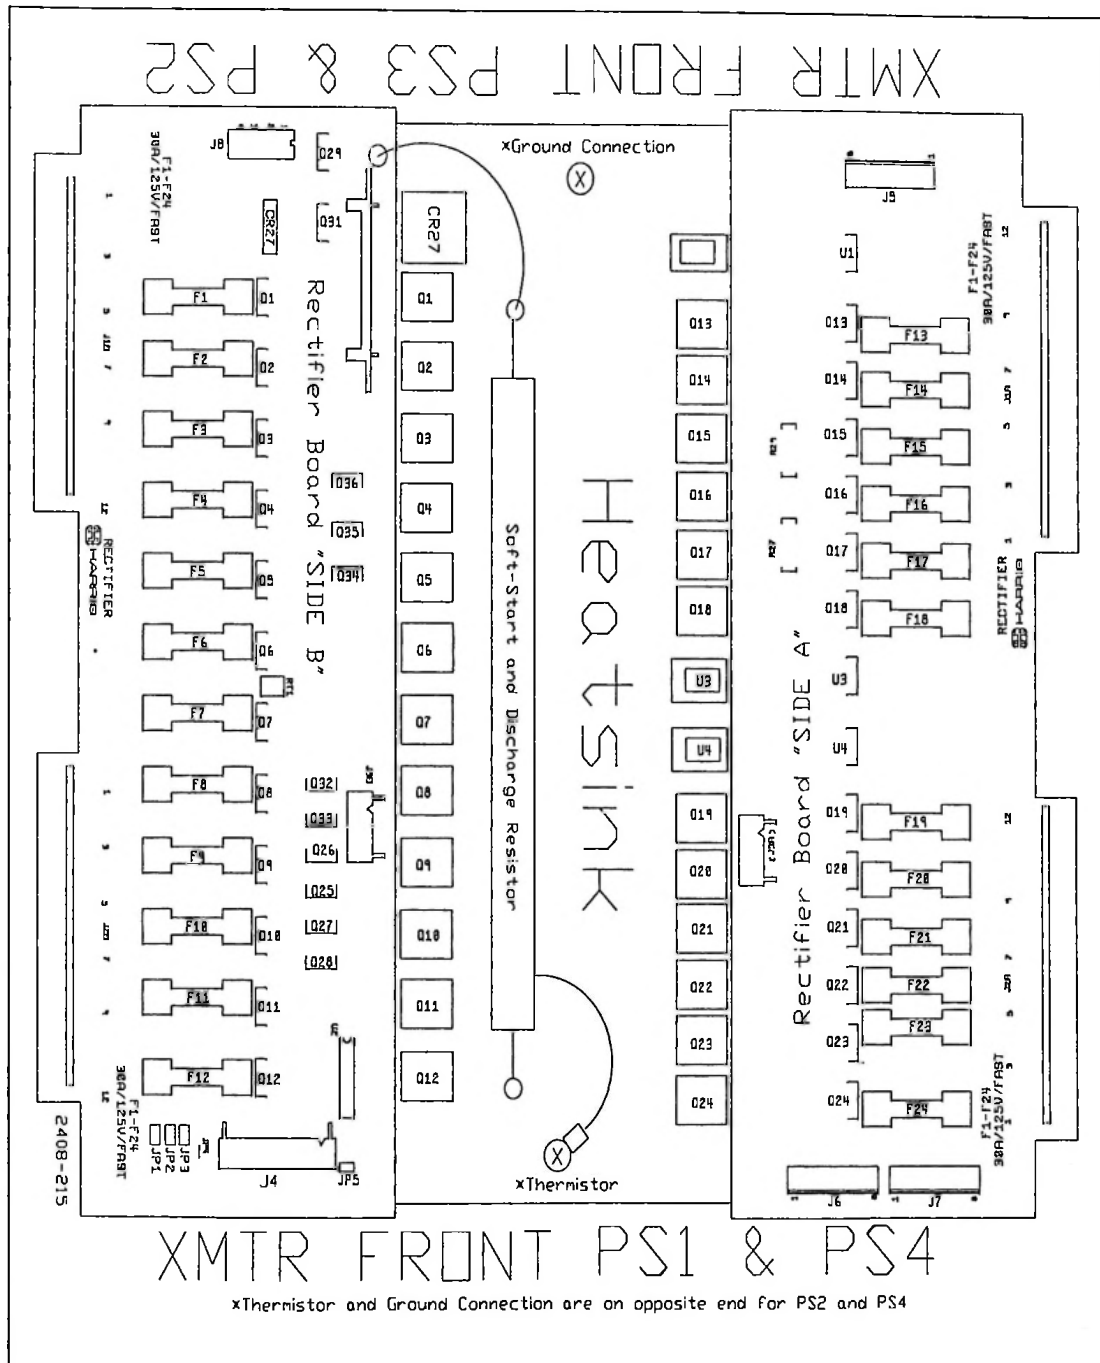 XMTR FRONT PS3 & PS2
J8
Q29
F1-F24
30A/125V/FAST
CR27
Q31
CR27
×Ground Connection
J5
F1-F24
30A/125V/FAST
U1
F1
Q1
F2
Q2
F3
Q3
F4
Q4
F5
Q5
F6
Q6
F7
Q7
F8
Q8
F9
Q9
F10
Q10
F11
Q11
F12
Q12
Rectifier Board "SIDE B"
RECTIFIER
HARRIS
Q36
Q35
Q34
RT1
Q32
Q33
Q26
Q25
Q27
Q28
Q1
Q2
Q3
Q4
Q5
Q6
Q7
Q8
Q9
Q10
Q11
Q12
Soft-Start and Discharge Resistor
Heatsink
Q13
Q14
Q15
Q16
Q17
Q18
U3
U4
Q19
Q20
Q21
Q22
Q23
Q24
R29
R27
Rectifier Board "SIDE A"
Q13
F13
Q14
F14
Q15
F15
Q16
F16
Q17
F17
Q18
F18
U3
U4
Q19
F19
Q20
F20
Q21
F21
Q22
F22
Q23
F23
Q24
F24
RECTIFIER
HARRIS
F1-F24
30A/125V/FAST
2408-215
F1-F24
30A/125V/FAST
JP1
JP2
JP3
J4
JP5
×Thermistor
J6
J7
XMTR FRONT PS1 & PS4
×Thermistor and Ground Connection are on opposite end for PS2 and PS4